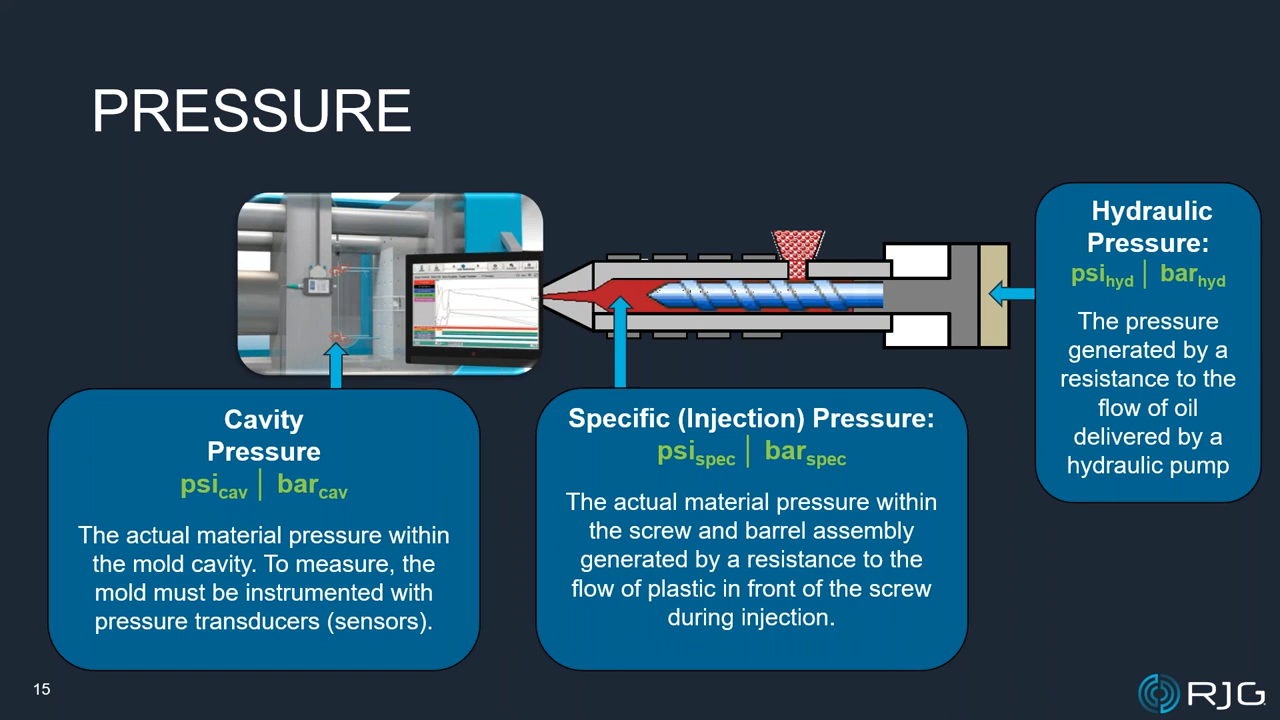 PRESSURE
Hydraulic
Pressure:
psihyd | barhyd
The pressure
generated by a
resistance to the
flow of oil
delivered by a
hydraulic pump
Cavity
Pressure
psicav | barcav
The actual material pressure within
the mold cavity. To measure, the
mold must be instrumented with
pressure transducers (sensors).
Specific (Injection) Pressure:
psispec | barspec
The actual material pressure within
the screw and barrel assembly
generated by a resistance to the
flow of plastic in front of the screw
during injection.
15
RJG